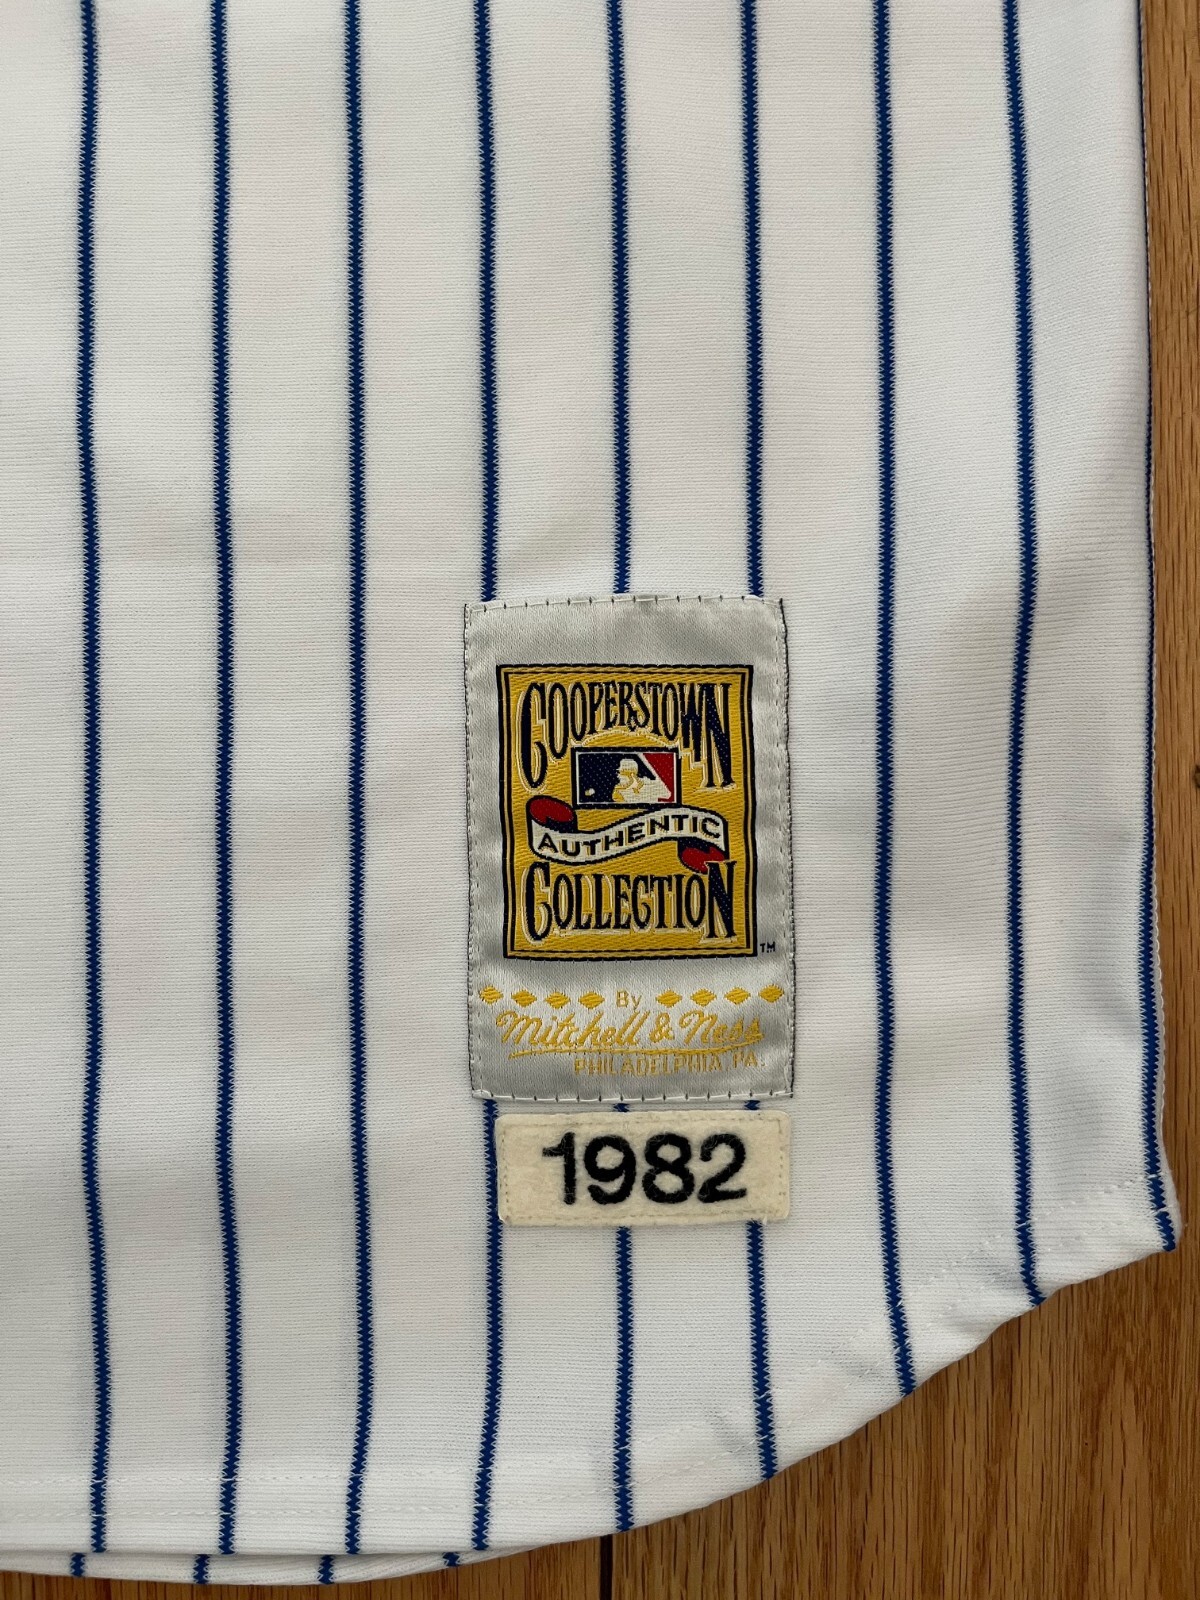 COOPERSTOWN
AUTHENTIC
COLLECTION
TM
By
Mitchell & Ness
PHILADELPHIA, PA.
1982